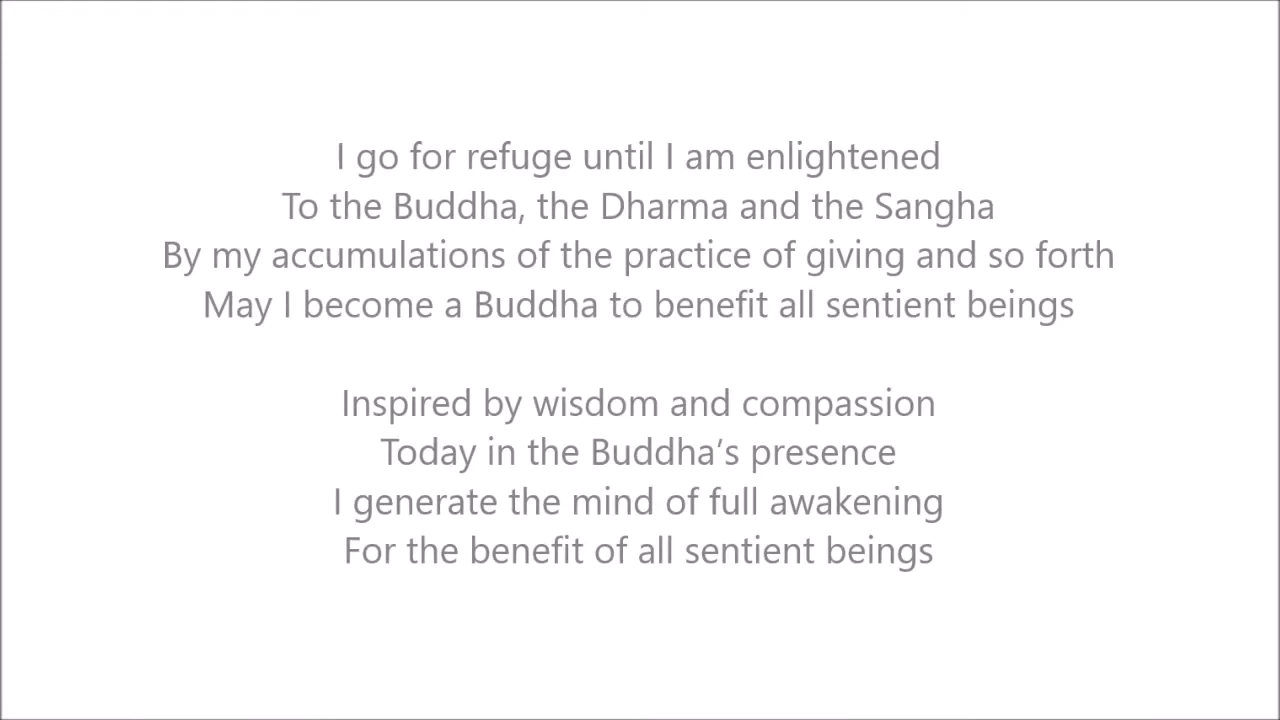 I go for refuge until I am enlightened
To the Buddha, the Dharma and the Sangha
By my accumulations of the practice of giving and so forth
May I become a Buddha to benefit all sentient beings
Inspired by wisdom and compassion
Today in the Buddha’s presence
I generate the mind of full awakening
For the benefit of all sentient beings